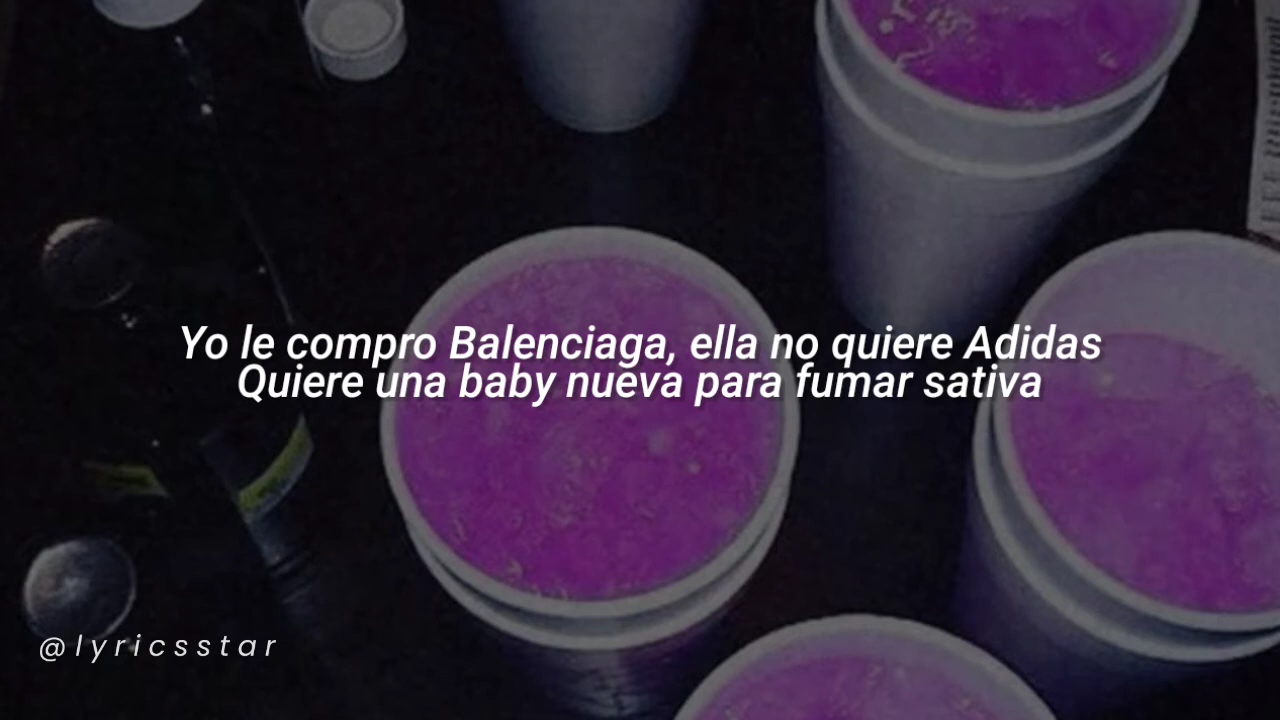 Yo le compro Balenciaga, ella no quiere Adidas
Quiere una baby nueva para fumar sativa
@lyricsstar